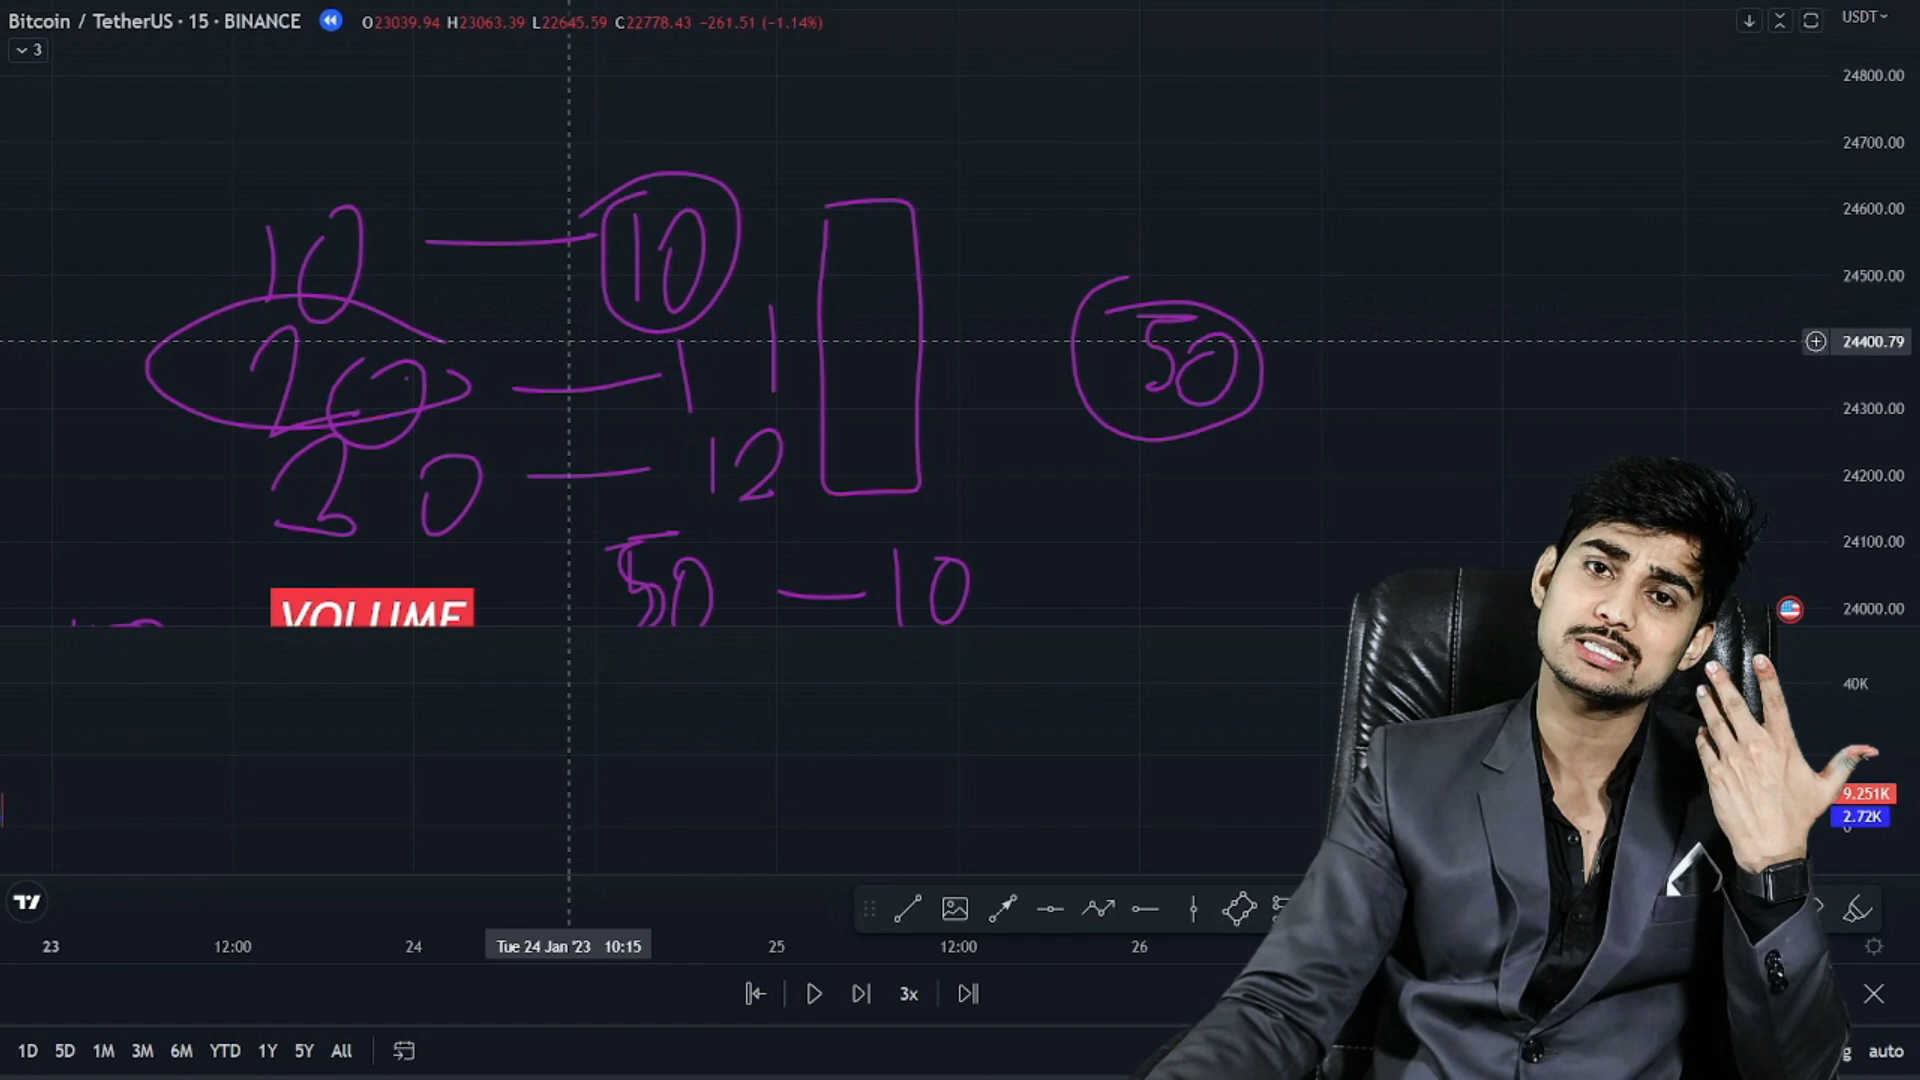 Bitcoin / TetherUS · 15 · BINANCE O23039.94 H23063.39 L22645.59 C22778.43 −261.51 (−1.14%)
USDT
3
24800.00
24700.00
24600.00
24500.00
24400.79
24300.00
24200.00
24100.00
24000.00
10 — 10
20 — 11
30 — 12
50
50 — 10
VOLUME
40K
9.251K
2.72K
0
23 12:00 24 Tue 24 Jan '23 10:15 25 12:00 26
3x
1D 5D 1M 3M 6M YTD 1Y 5Y All
auto